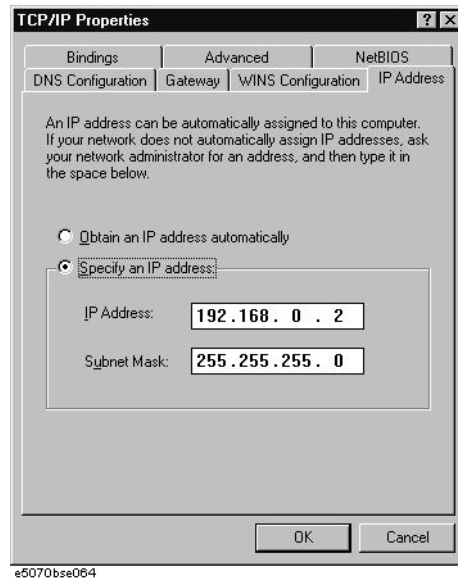 TCP/IP Properties
Bindings Advanced NetBIOS
DNS Configuration Gateway WINS Configuration IP Address
An IP address can be automatically assigned to this computer.
If your network does not automatically assign IP addresses, ask
your network administrator for an address, and then type it in
the space below.
Obtain an IP address automatically
Specify an IP address:
IP Address: 192.168. 0 . 2
Subnet Mask: 255.255.255. 0
OK Cancel
e5070bse064